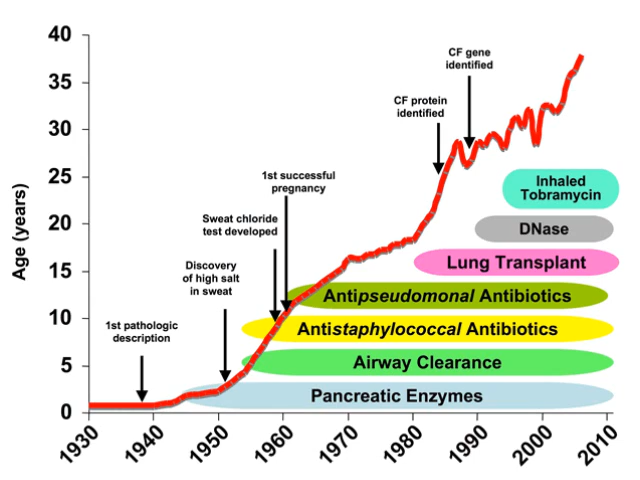 40
35
30
25
20
15
10
5
0
Age (years)
CF gene
identified
CF protein
identified
1st successful
pregnancy
Sweat chloride
test developed
Discovery
of high salt
in sweat
1st pathologic
description
Inhaled
Tobramycin
DNase
Lung Transplant
Antipseudomonal Antibiotics
Antistaphylococcal Antibiotics
Airway Clearance
Pancreatic Enzymes
1930
1940
1950
1960
1970
1980
1990
2000
2010